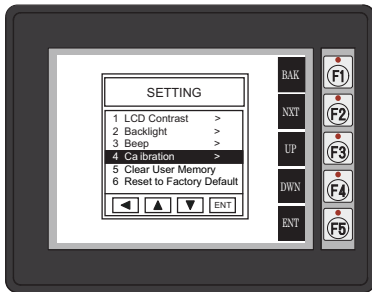 SETTING
1 LCD Contrast >
2 Backlight >
3 Beep >
4 Ca ibration >
5 Clear User Memory
6 Reset to Factory Default
ENT
BAK
NXT
UP
DWN
ENT
F1
F2
F3
F4
F5